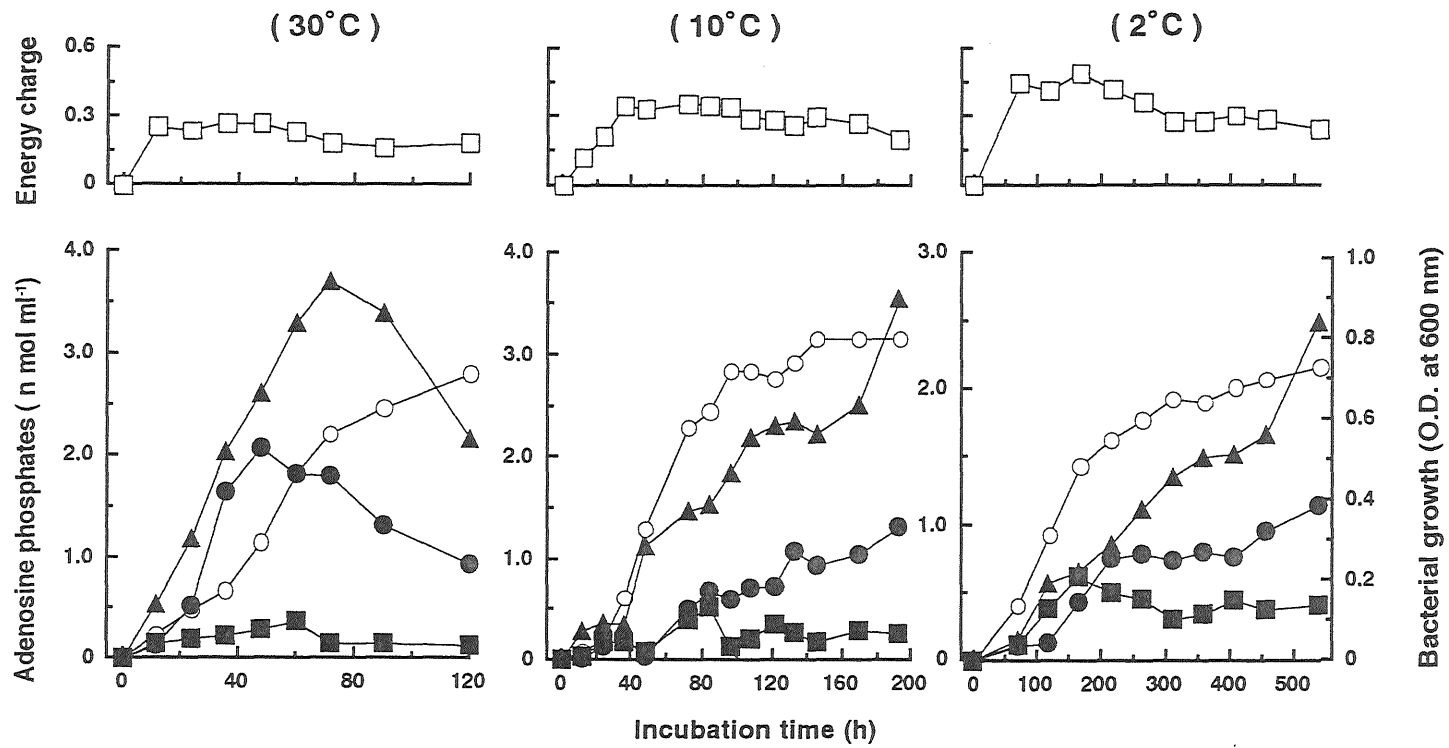 ( 30°C )
( 10°C )
( 2°C )
Energy charge
0.6
0.3
0
Adenosine phosphates ( n mol ml⁻¹)
4.0
3.0
2.0
1.0
0
0 40 80 120
4.0
3.0
2.0
1.0
0
0 40 80 120 160 200
3.0
2.0
1.0
0
0 100 200 300 400 500
1.0
0.8
0.6
0.4
0.2
0
Bacterial growth (O.D. at 600 nm)
Incubation time (h)